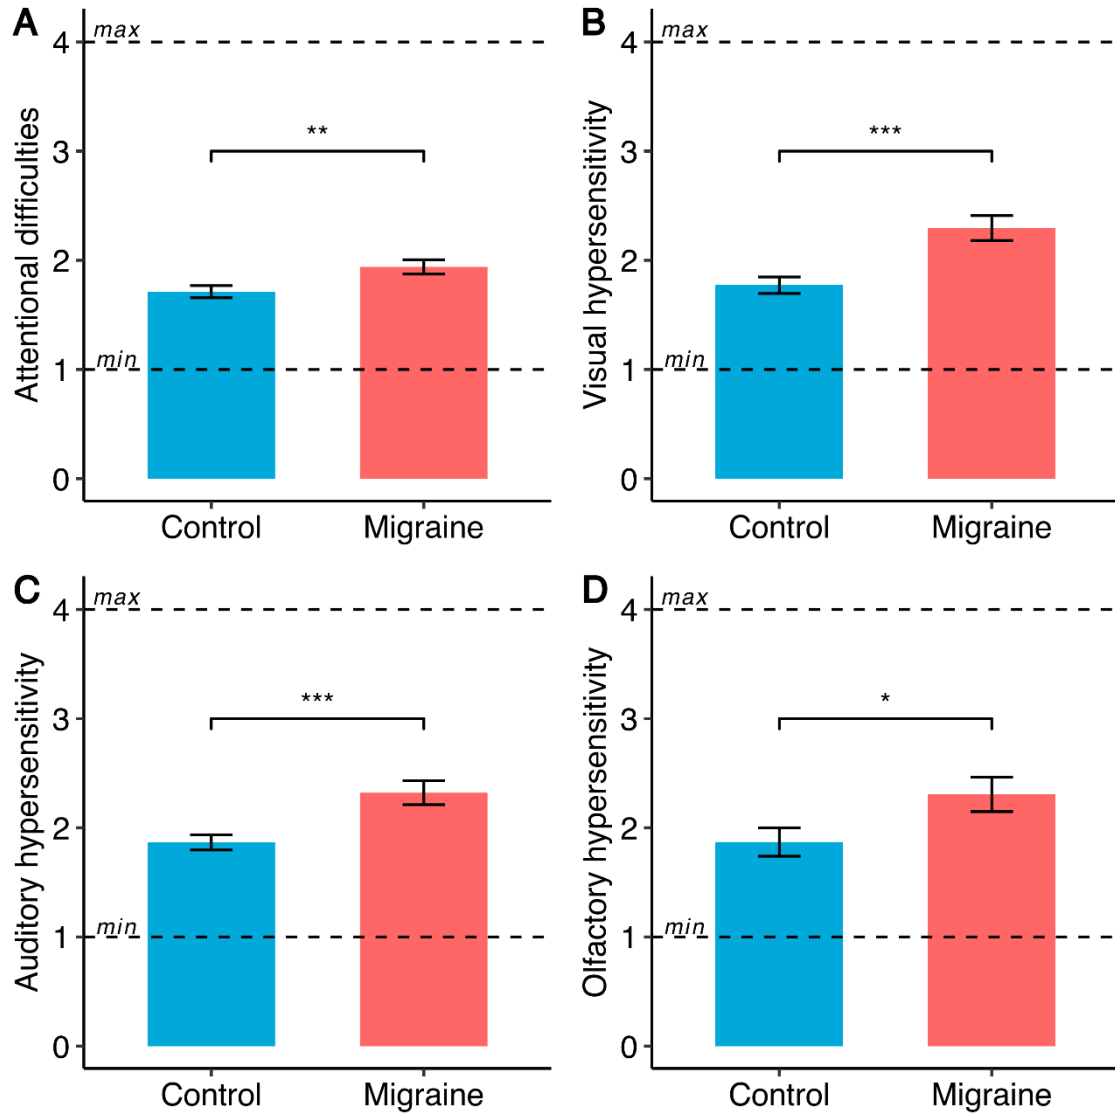 A
Attentional difficulties
4
3
2
1
0
max
**
min
Control Migraine
B
Visual hypersensitivity
4
3
2
1
0
max
***
min
Control Migraine
C
Auditory hypersensitivity
4
3
2
1
0
max
***
min
Control Migraine
D
Olfactory hypersensitivity
4
3
2
1
0
max
*
min
Control Migraine